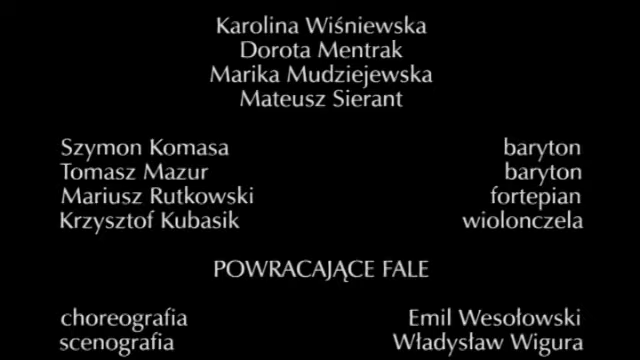 Karolina Wiśniewska
Dorota Mentrak
Marika Mudziejewska
Mateusz Sierant
Szymon Komasa baryton
Tomasz Mazur baryton
Mariusz Rutkowski fortepian
Krzysztof Kubasik wiolonczela
POWRACAJĄCE FALE
choreografia Emil Wesołowski
scenografia Władysław Wigura